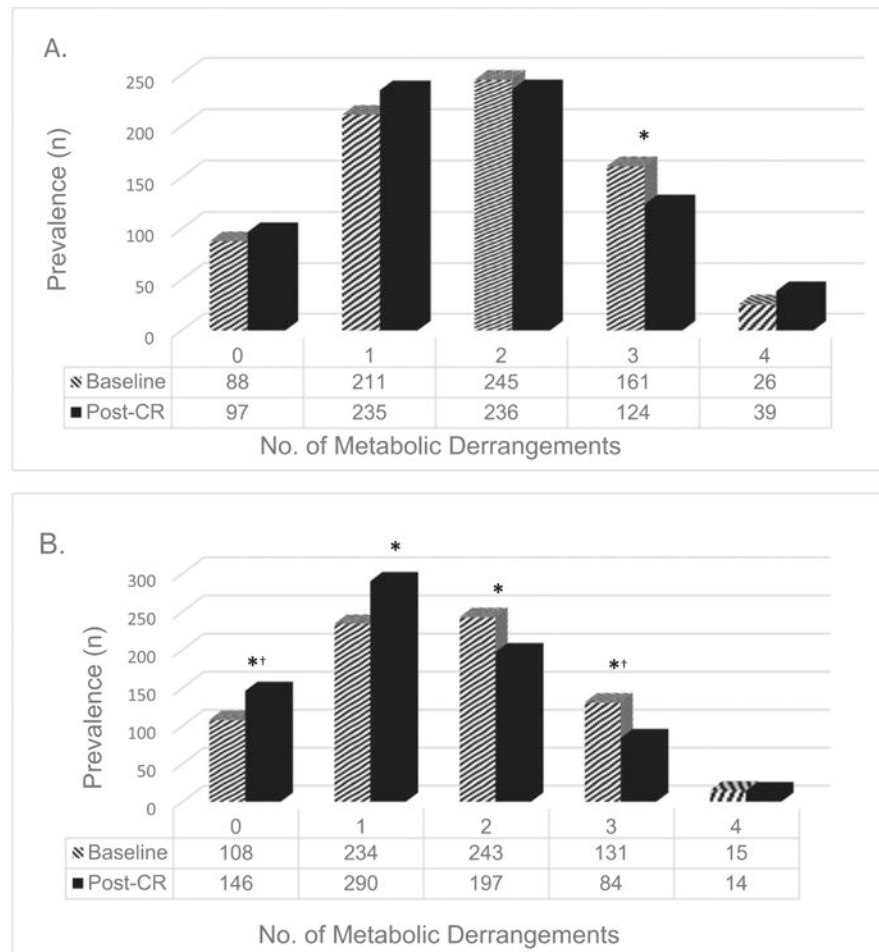 A.
Prevalence (n)
250
200
150
100
50
0
*
0 1 2 3 4
Baseline 88 211 245 161 26
Post-CR 97 235 236 124 39
No. of Metabolic Derrangements
B.
Prevalence (n)
300
250
200
150
100
50
0
*† * * *†
0 1 2 3 4
Baseline 108 234 243 131 15
Post-CR 146 290 197 84 14
No. of Metabolic Derrangements